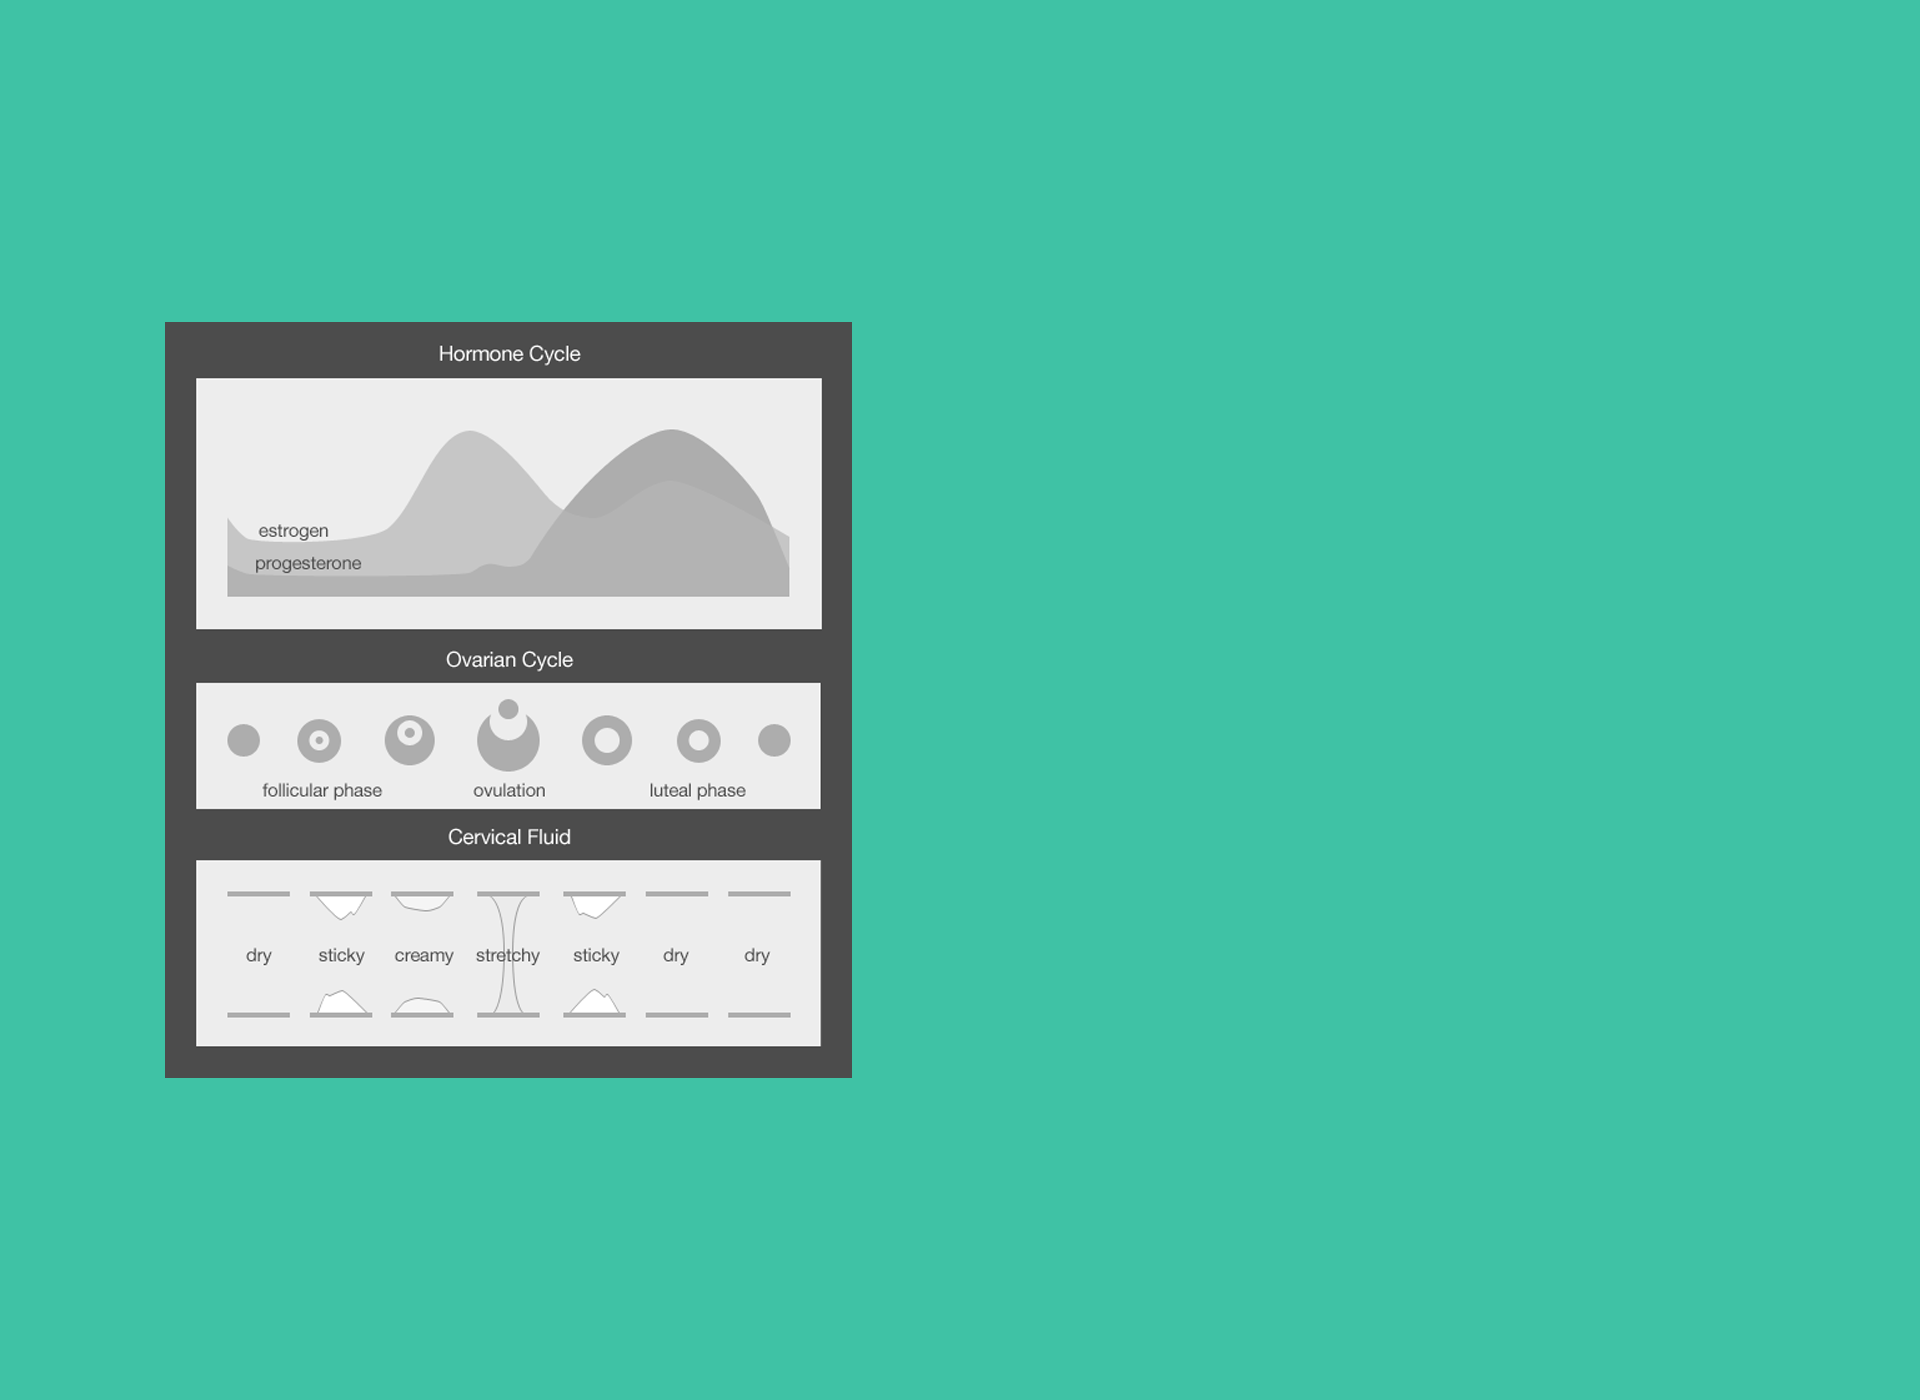 Hormone Cycle
estrogen
progesterone
Ovarian Cycle
follicular phase ovulation luteal phase
Cervical Fluid
dry sticky creamy stretchy sticky dry dry